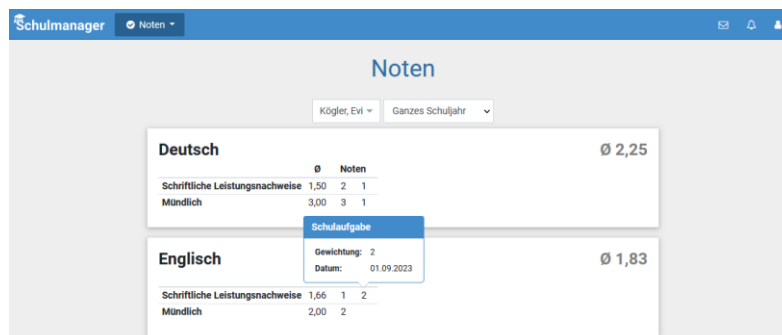 Schulmanager Noten
Noten
Kögler, Evi Ganzes Schuljahr
Deutsch Ø 2,25
Ø Noten
Schriftliche Leistungsnachweise 1,50 2 1
Mündlich 3,00 3 1
Schulaufgabe
Gewichtung: 2
Datum: 01.09.2023
Englisch Ø 1,83
Schriftliche Leistungsnachweise 1,66 1 2
Mündlich 2,00 2